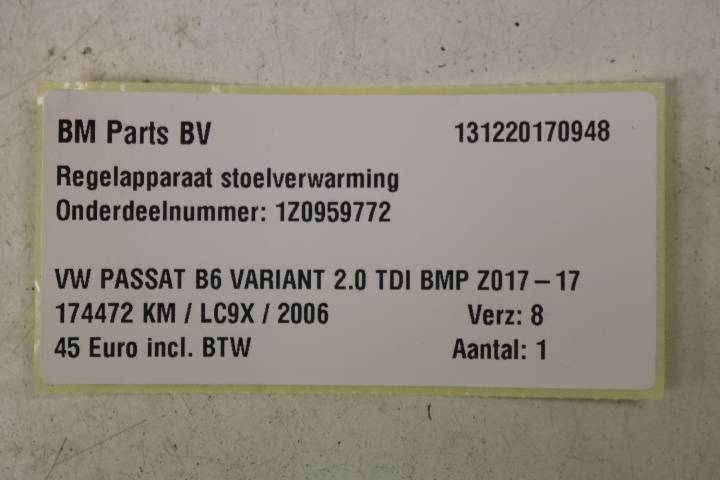 BM Parts BV 131220170948
Regelapparaat stoelverwarming
Onderdeelnummer: 1Z0959772
VW PASSAT B6 VARIANT 2.0 TDI BMP Z017-17
174472 KM / LC9X / 2006 Verz: 8
45 Euro incl. BTW Aantal: 1